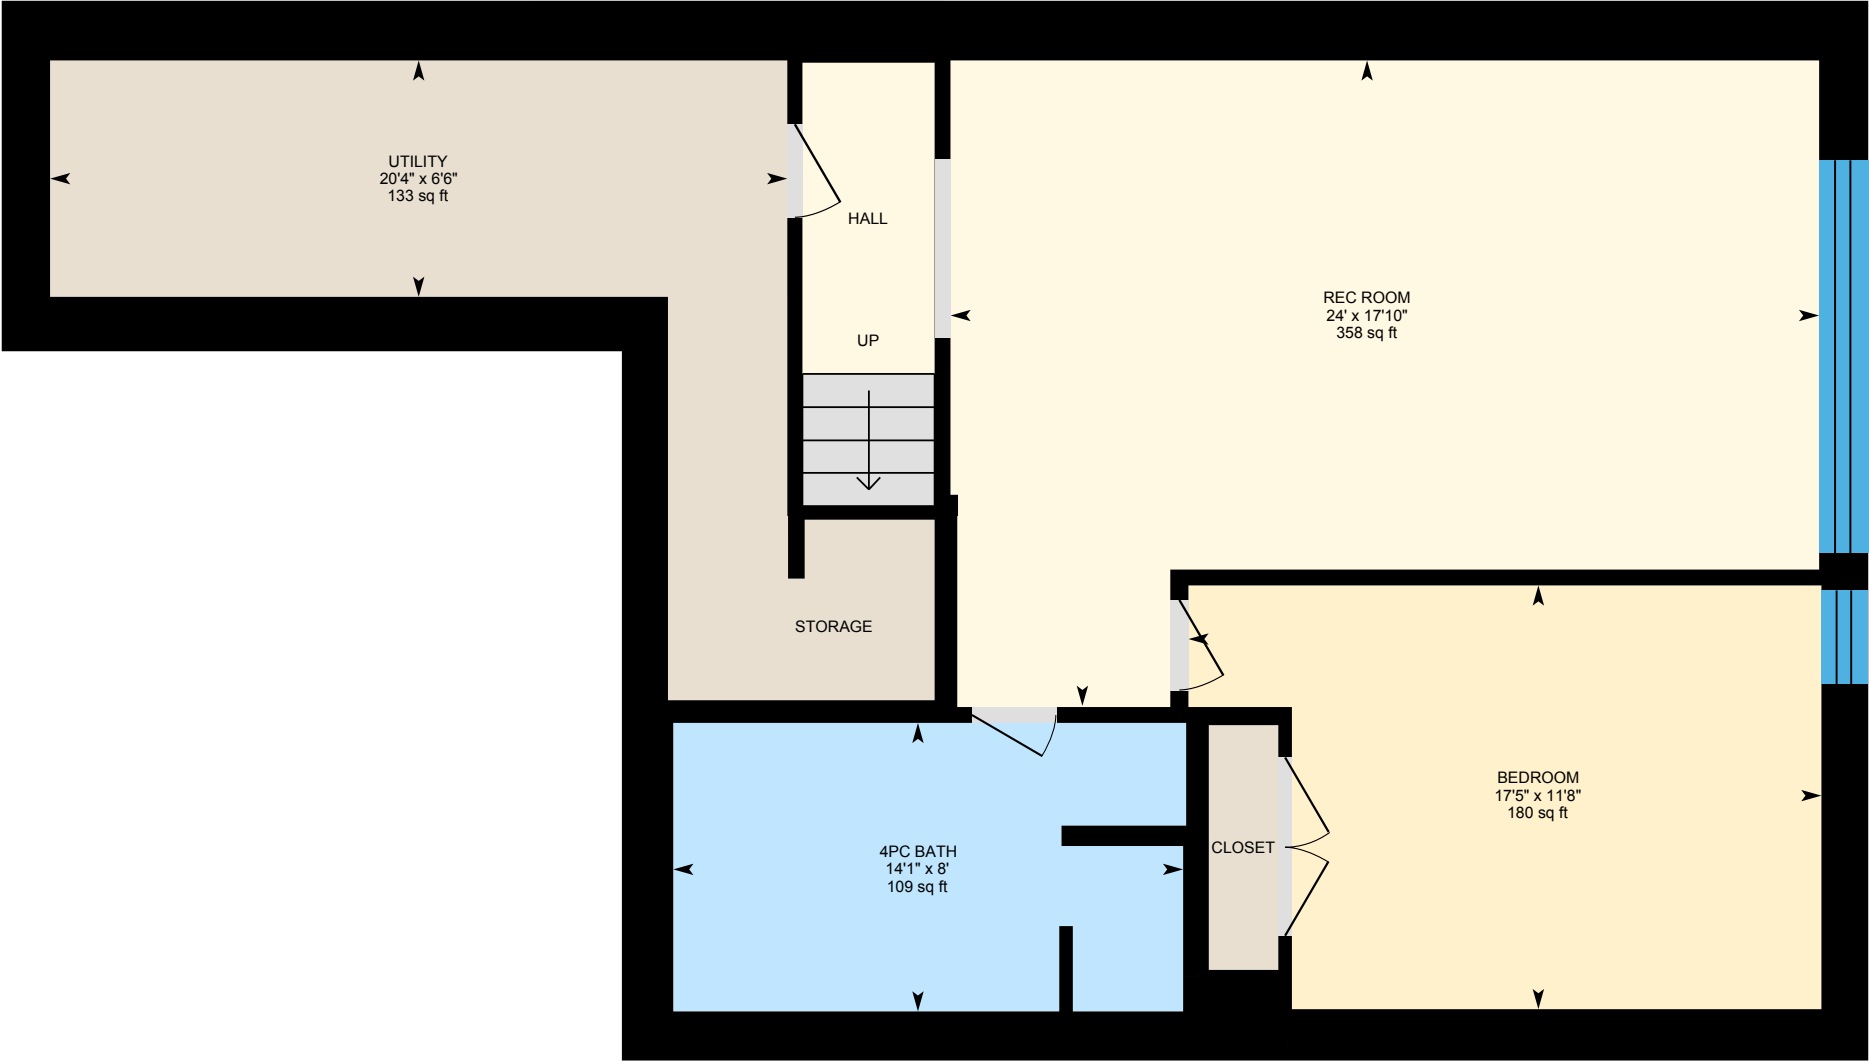 UTILITY
20'4" x 6'6"
133 sq ft
HALL
UP
REC ROOM
24' x 17'10"
358 sq ft
STORAGE
4PC BATH
14'1" x 8'
109 sq ft
CLOSET
BEDROOM
17'5" x 11'8"
180 sq ft